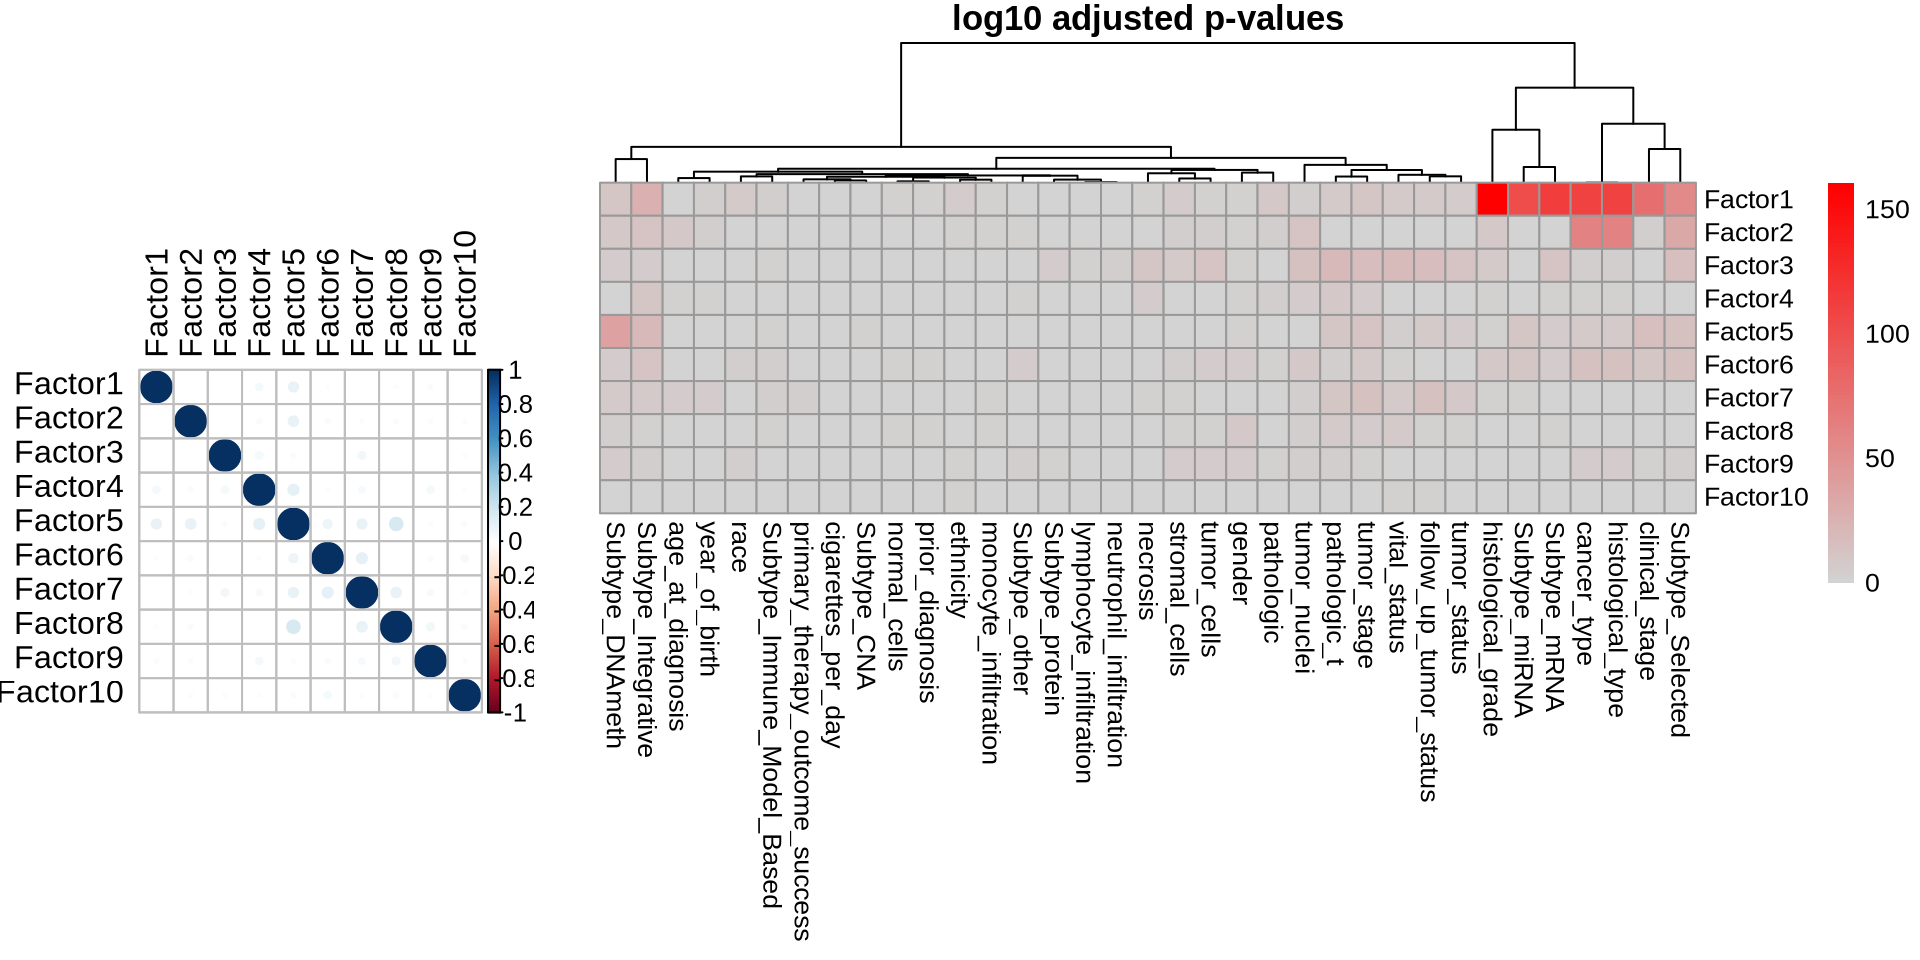 log10 adjusted p-values
Factor1
Factor2
Factor3
Factor4
Factor5
Factor6
Factor7
Factor8
Factor9
Factor10
Factor1
Factor2
Factor3
Factor4
Factor5
Factor6
Factor7
Factor8
Factor9
Factor10
1
0.8
0.6
0.4
0.2
0
-0.2
-0.4
-0.6
-0.8
-1
Factor1
Factor2
Factor3
Factor4
Factor5
Factor6
Factor7
Factor8
Factor9
Factor10
Subtype_DNAmeth
Subtype_Integrative
age_at_diagnosis
year_of_birth
race
Subtype_Immune_Model_Based
primary_therapy_outcome_success
cigarettes_per_day
Subtype_CNA
normal_cells
prior_diagnosis
ethnicity
monocyte_infiltration
Subtype_other
Subtype_protein
lymphocyte_infiltration
neutrophil_infiltration
necrosis
stromal_cells
tumor_cells
gender
pathologic
tumor_nuclei
pathologic_t
tumor_stage
vital_status
follow_up_tumor_status
tumor_status
histological_grade
Subtype_miRNA
Subtype_mRNA
cancer_type
histological_type
clinical_stage
Subtype_Selected
150
100
50
0